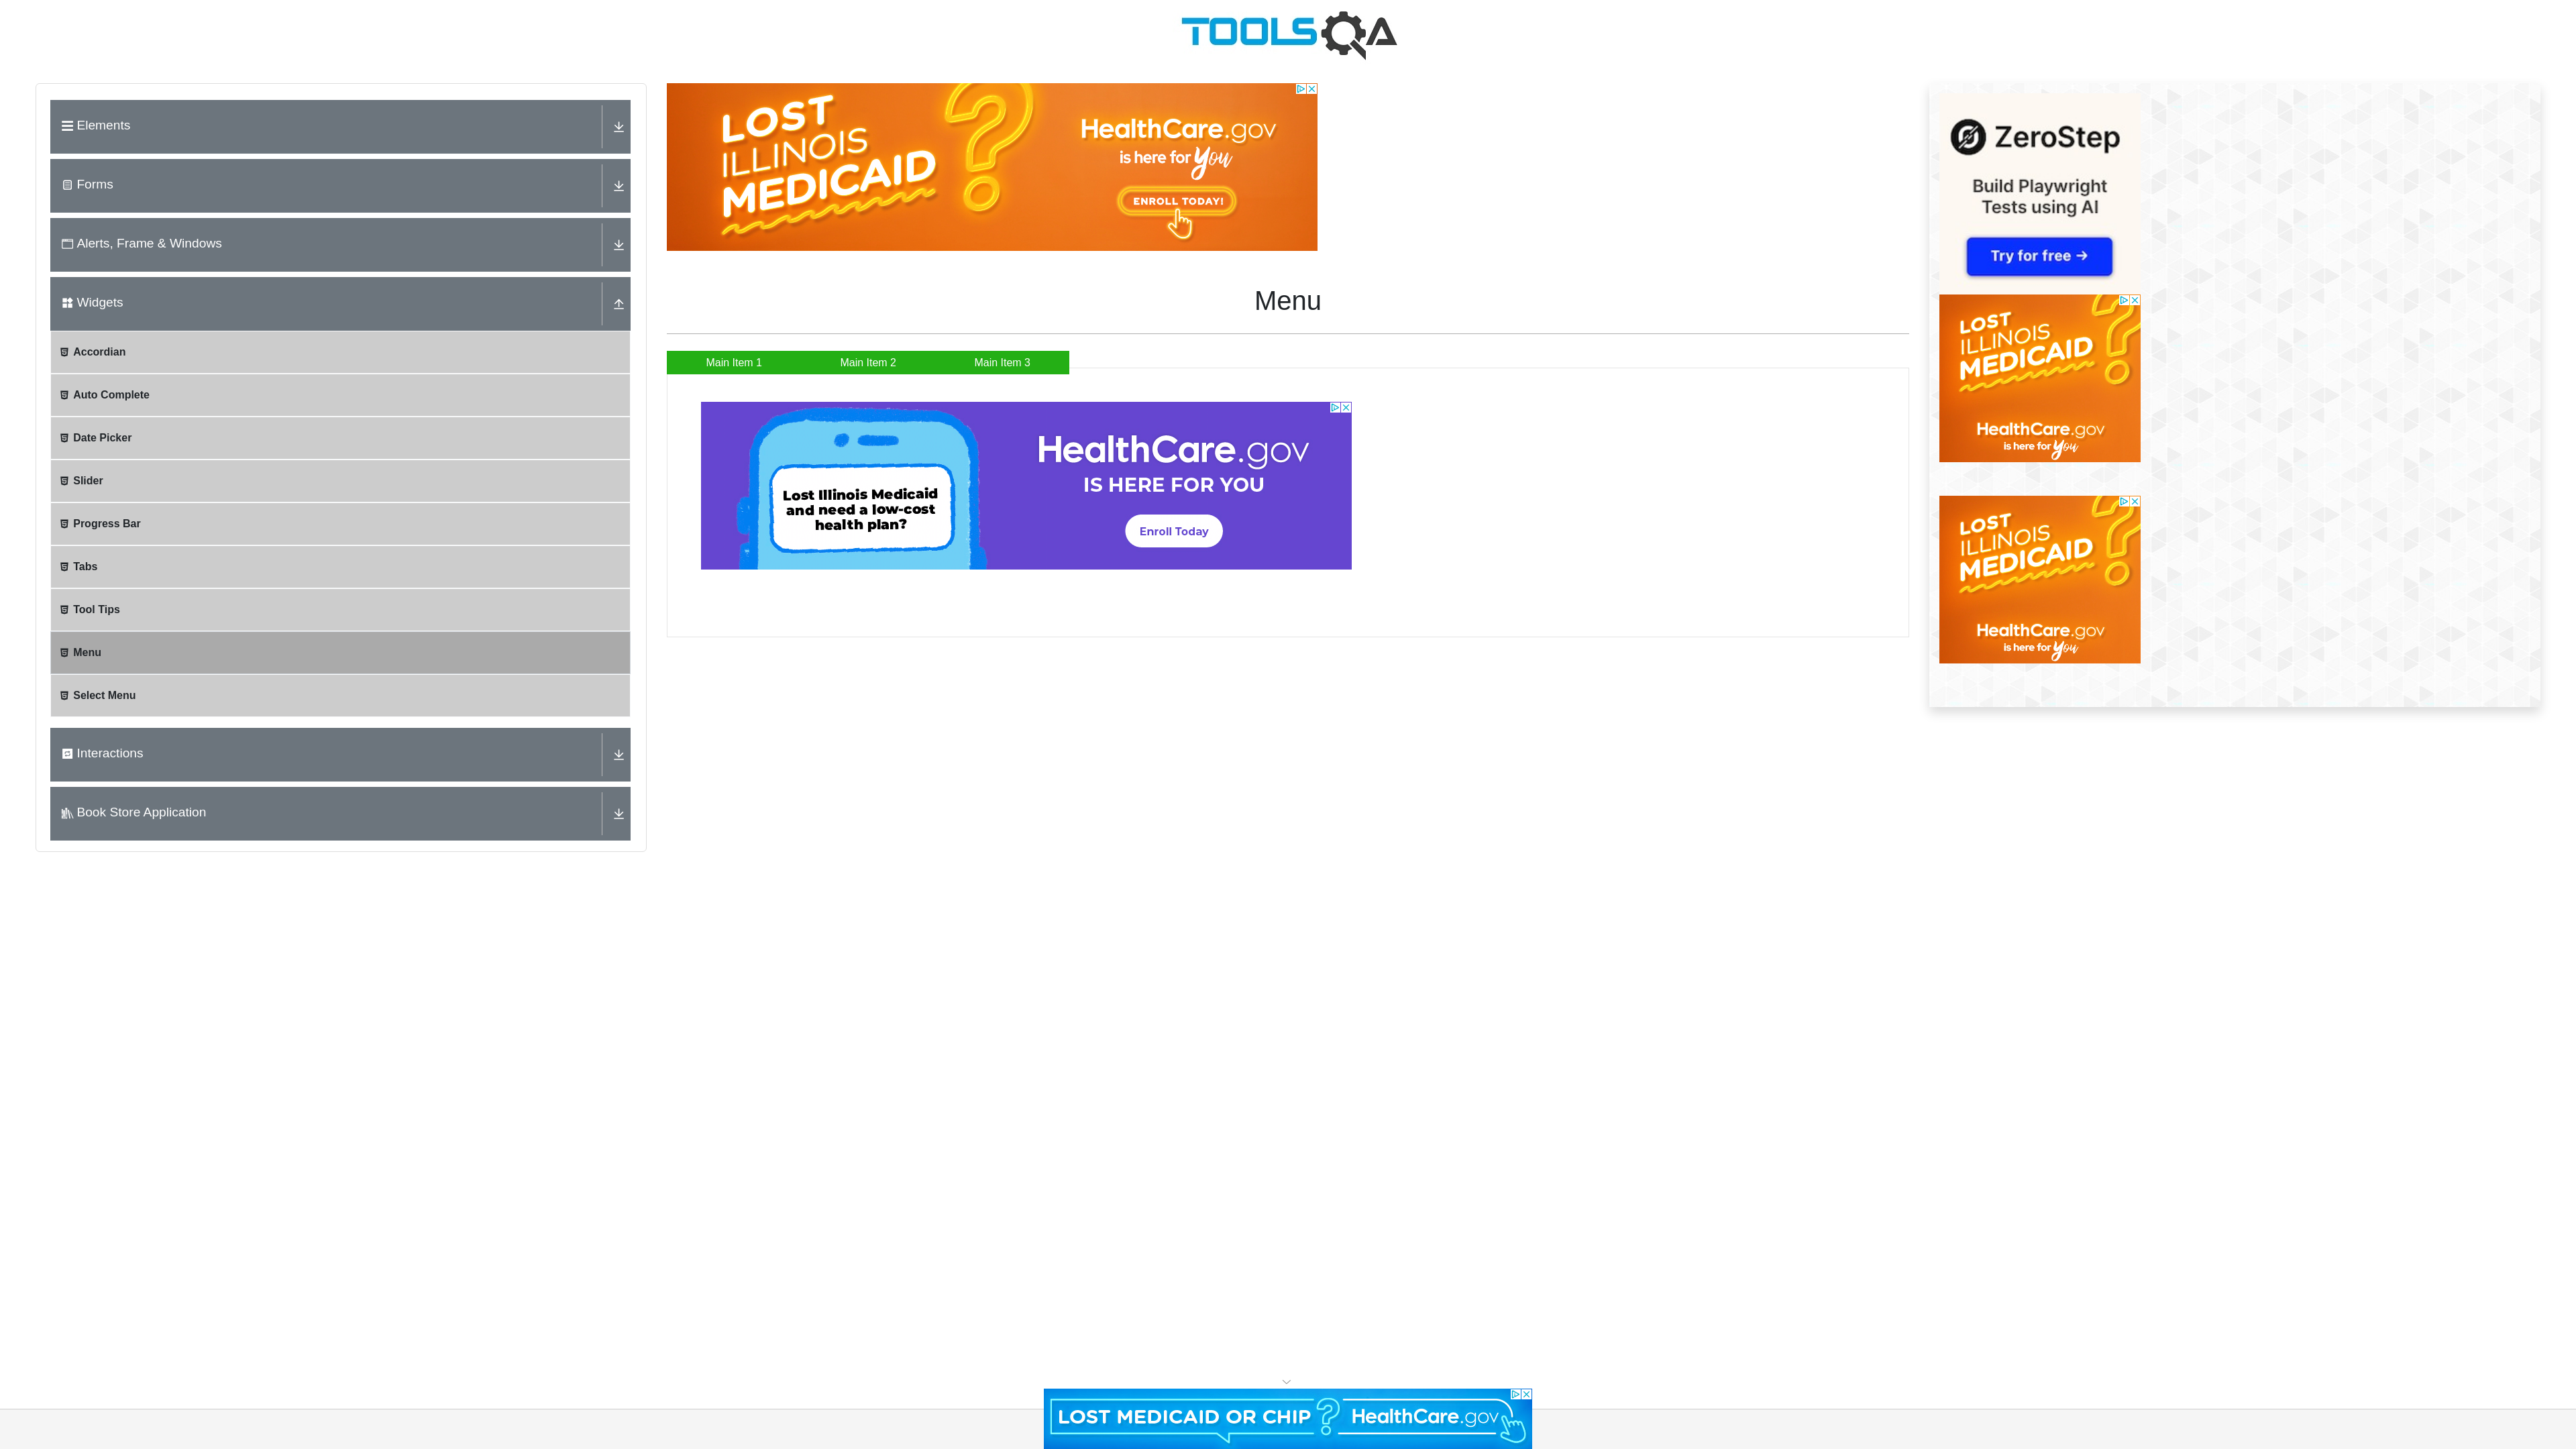 TOOLSQA
Elements
Forms
Alerts, Frame & Windows
Widgets
Accordian
Auto Complete
Date Picker
Slider
Progress Bar
Tabs
Tool Tips
Menu
Select Menu
Interactions
Book Store Application
LOST
ILLINOIS
MEDICAID
?
HealthCare.gov
is here for you
ENROLL TODAY!
Menu
Main Item 1
Main Item 2
Main Item 3
Lost Illinois Medicaid
and need a low-cost
health plan?
HealthCare.gov
IS HERE FOR YOU
Enroll Today
ZeroStep
Build Playwright
Tests using AI
Try for free →
LOST
ILLINOIS
MEDICAID
?
HealthCare.gov
is here for you
LOST
ILLINOIS
MEDICAID
?
HealthCare.gov
is here for you
LOST MEDICAID OR CHIP ? HealthCare.gov